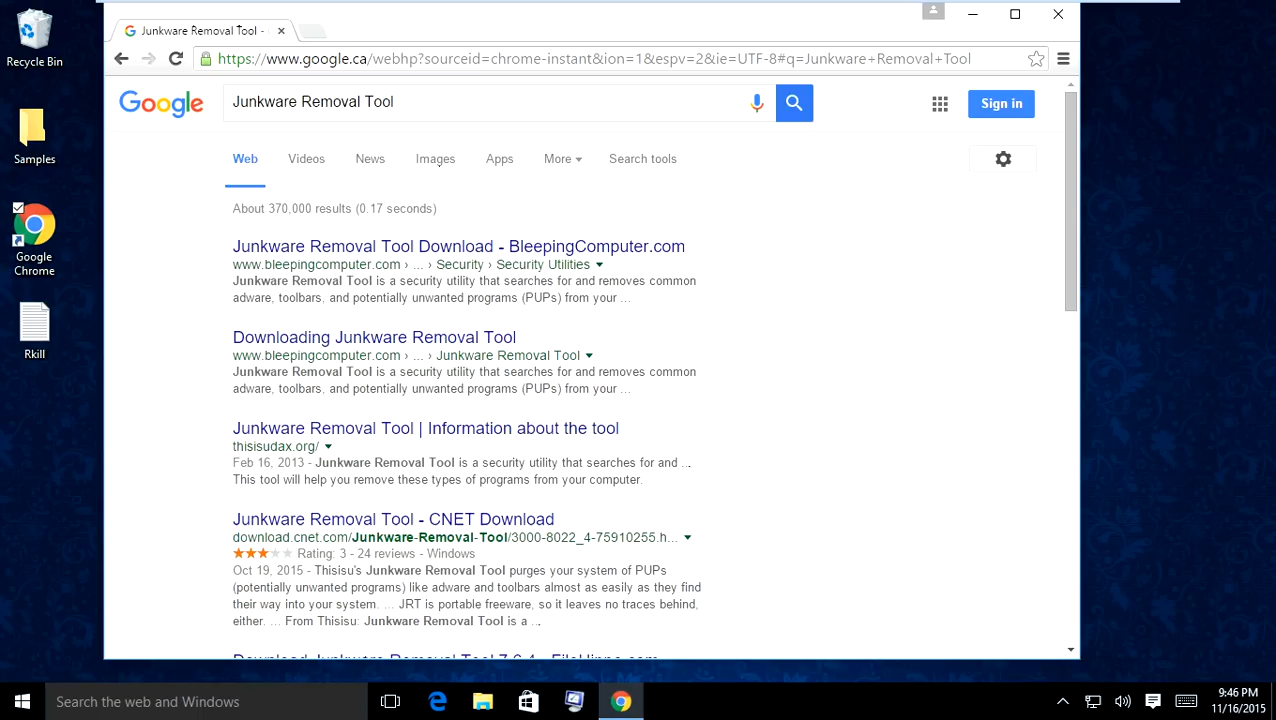 Recycle Bin
Samples
Google
Chrome
Rkill
Junkware Removal Tool -
https://www.google.ca/webhp?sourceid=chrome-instant&ion=1&espv=2&ie=UTF-8#q=Junkware+Removal+Tool
Google
Junkware Removal Tool
Sign in
Web Videos News Images Apps More Search tools
About 370,000 results (0.17 seconds)
Junkware Removal Tool Download - BleepingComputer.com
www.bleepingcomputer.com › ... › Security › Security Utilities
Junkware Removal Tool is a security utility that searches for and removes common
adware, toolbars, and potentially unwanted programs (PUPs) from your ...
Downloading Junkware Removal Tool
www.bleepingcomputer.com › ... › Junkware Removal Tool
Junkware Removal Tool is a security utility that searches for and removes common
adware, toolbars, and potentially unwanted programs (PUPs) from your ...
Junkware Removal Tool | Information about the tool
thisisudax.org/
Feb 16, 2013 - Junkware Removal Tool is a security utility that searches for and ...
This tool will help you remove these types of programs from your computer.
Junkware Removal Tool - CNET Download
download.cnet.com/Junkware-Removal-Tool/3000-8022_4-75910255.h...
Rating: 3 - 24 reviews - Windows
Oct 19, 2015 - Thisisu's Junkware Removal Tool purges your system of PUPs
(potentially unwanted programs) like adware and toolbars almost as easily as they find
their way into your system. ... JRT is portable freeware, so it leaves no traces behind,
either. ... From Thisisu: Junkware Removal Tool is a ...
Download Junkware Removal Tool 7.6.4 - FileHippo.com
Search the web and Windows
9:46 PM
11/16/2015